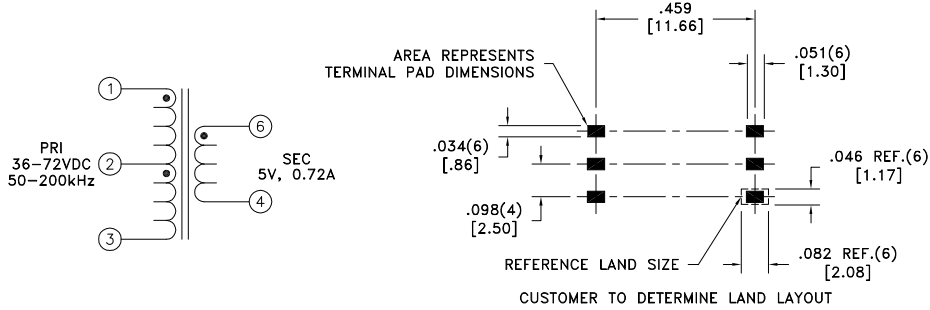 1
2
3
PRI
36-72VDC
50-200kHz
6
4
SEC
5V, 0.72A
.459
[11.66]
AREA REPRESENTS
TERMINAL PAD DIMENSIONS
.051(6)
[1.30]
.034(6)
[.86]
.098(4)
[2.50]
.046 REF.(6)
[1.17]
.082 REF.(6)
[2.08]
REFERENCE LAND SIZE
CUSTOMER TO DETERMINE LAND LAYOUT